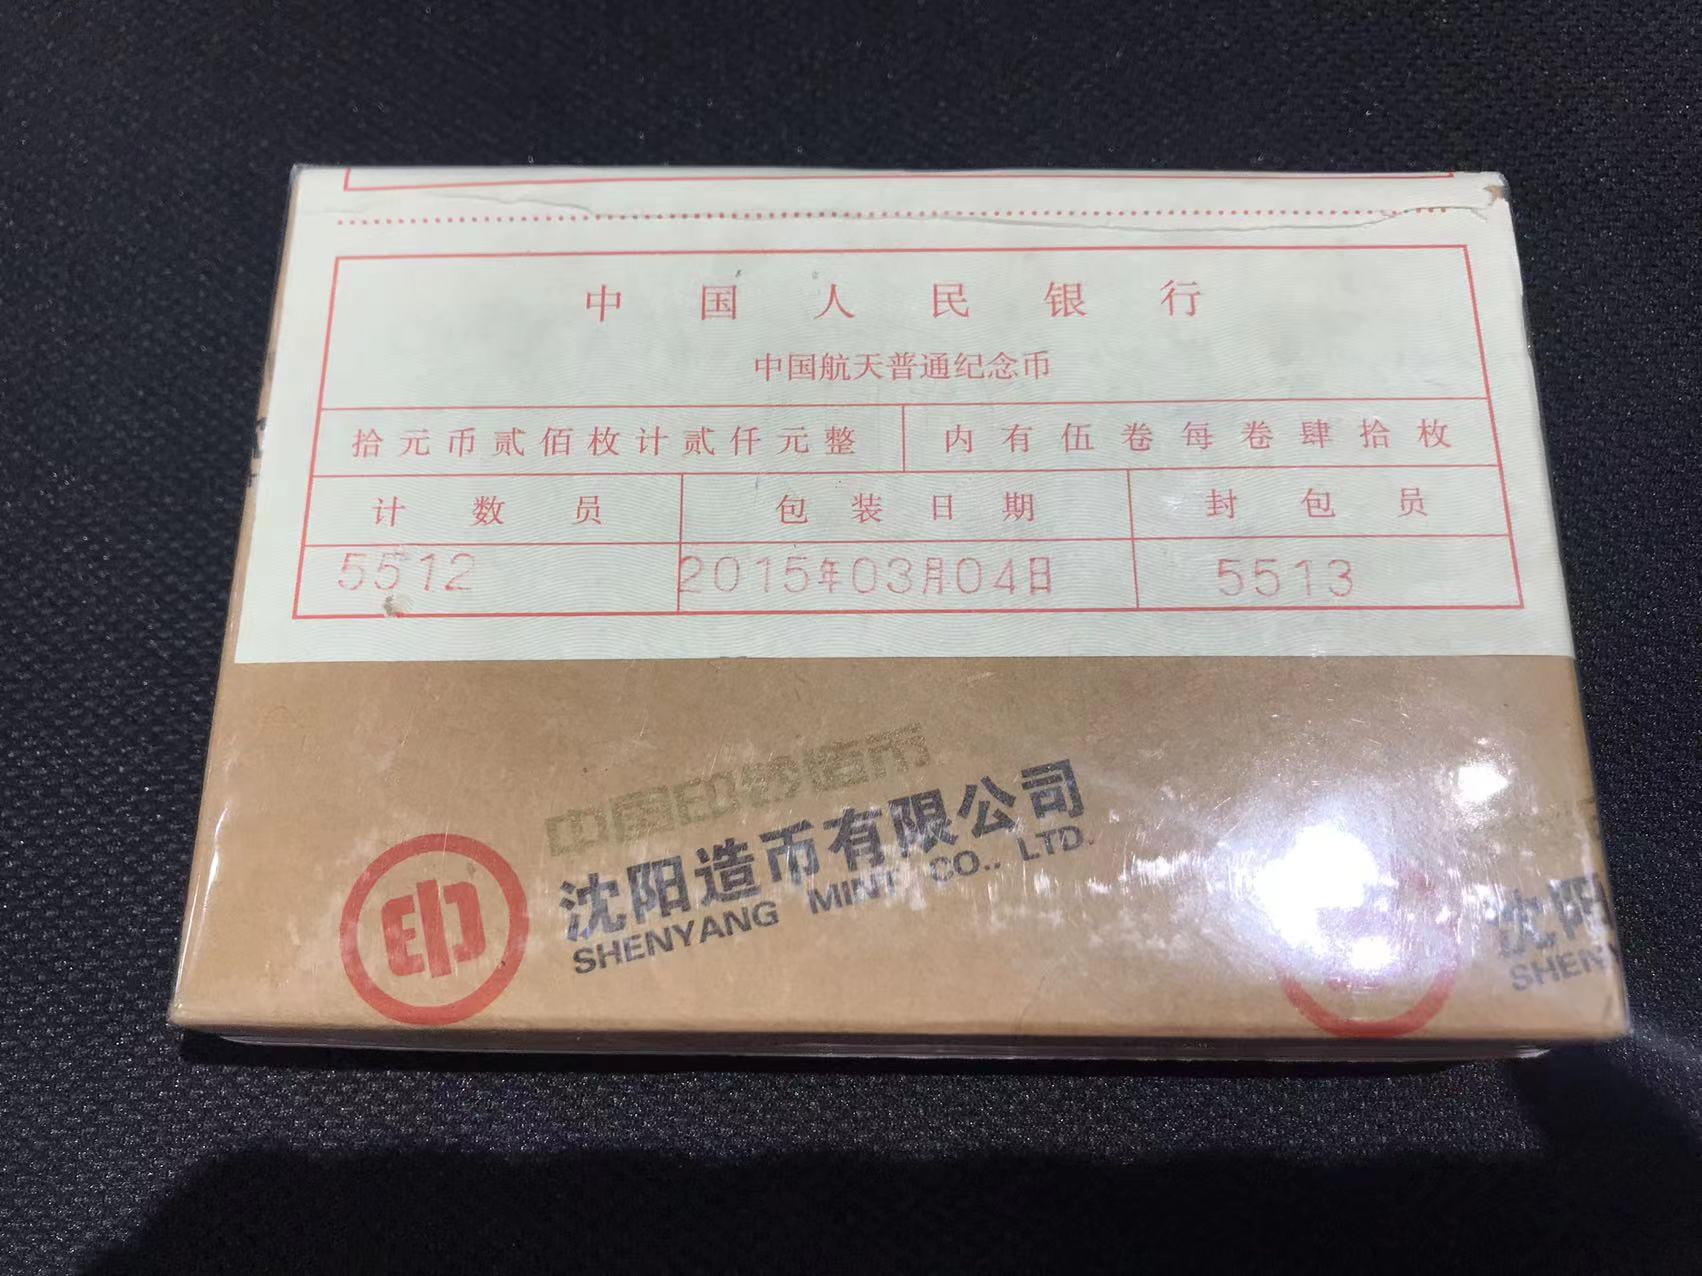 中国人民银行
中国航天普通纪念币
拾元币贰佰枚计贰仟元整 内有伍卷每卷肆拾枚
计数员 包装日期 封包员
5512 2015年03月04日 5513
中国印钞造币
沈阳造币有限公司
SHENYANG MINT CO., LTD.
印
沈阳
SHENY